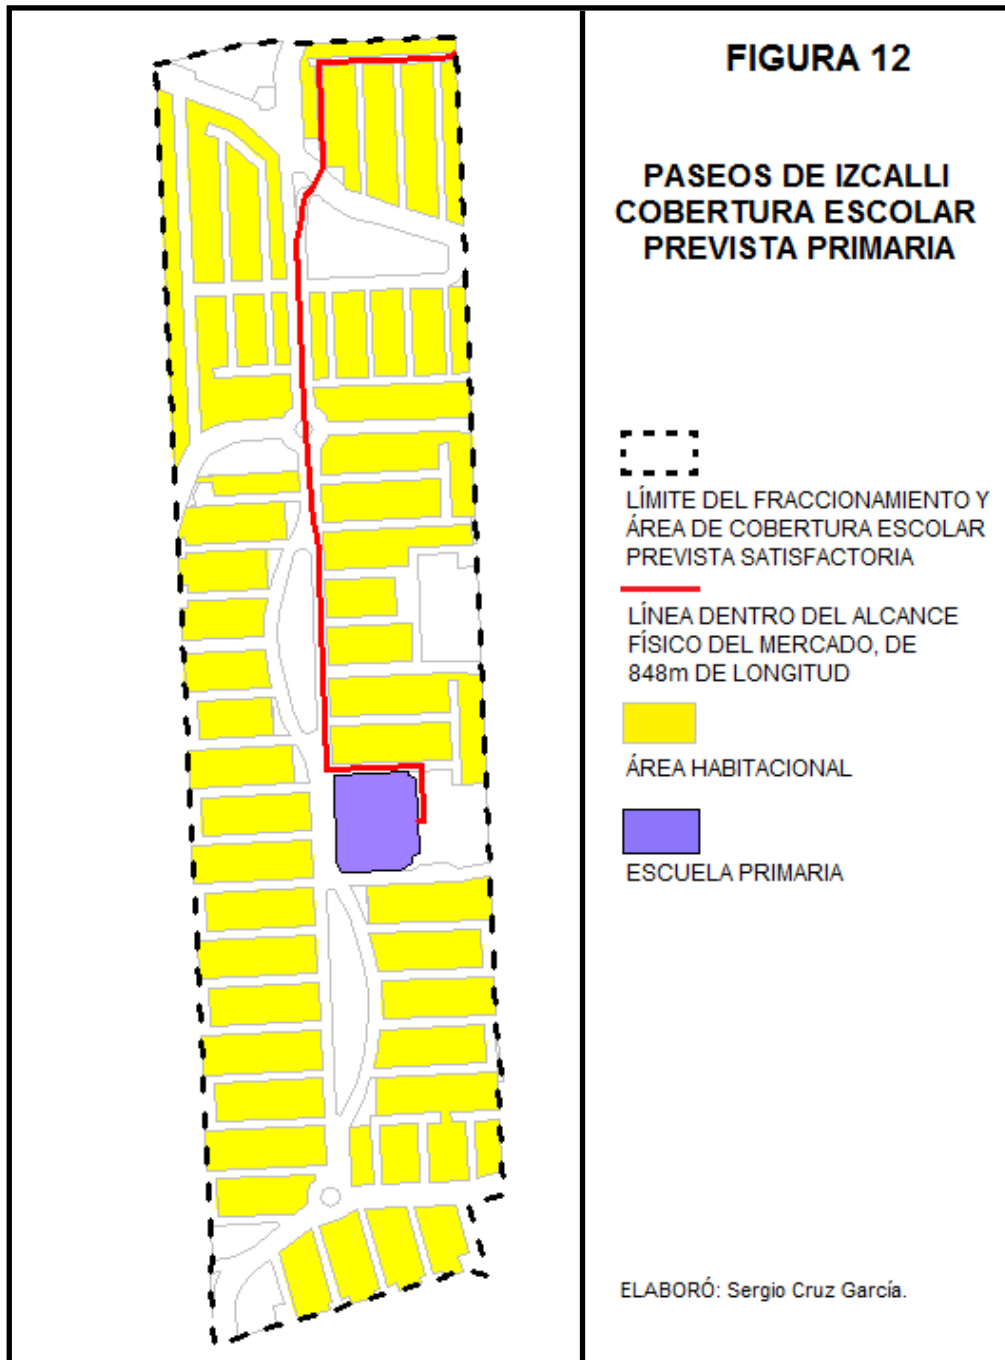 FIGURA 12
PASEOS DE IZCALLI
COBERTURA ESCOLAR
PREVISTA PRIMARIA
LÍMITE DEL FRACCIONAMIENTO Y
ÁREA DE COBERTURA ESCOLAR
PREVISTA SATISFACTORIA
LÍNEA DENTRO DEL ALCANCE
FÍSICO DEL MERCADO, DE
848m DE LONGITUD
ÁREA HABITACIONAL
ESCUELA PRIMARIA
ELABORÓ: Sergio Cruz García.